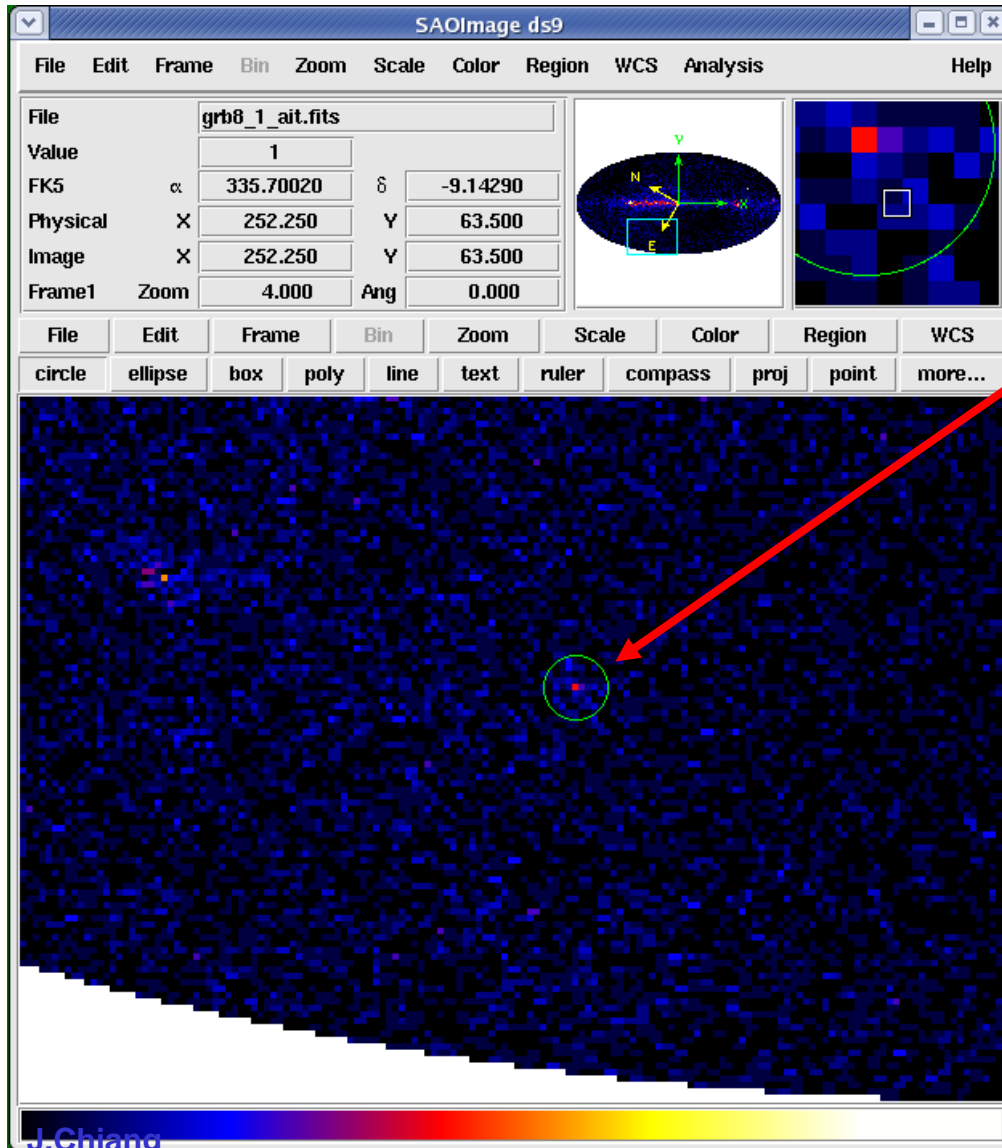 SAOImage ds9
File Edit Frame Bin Zoom Scale Color Region WCS Analysis Help
File grb8_1_ait.fits
Value 1
FK5 α 335.70020 δ -9.14290
Physical X 252.250 Y 63.500
Image X 252.250 Y 63.500
Frame1 Zoom 4.000 Ang 0.000
Y
N
X
E
File Edit Frame Bin Zoom Scale Color Region WCS
circle ellipse box poly line text ruler compass proj point more...
J.Chiang